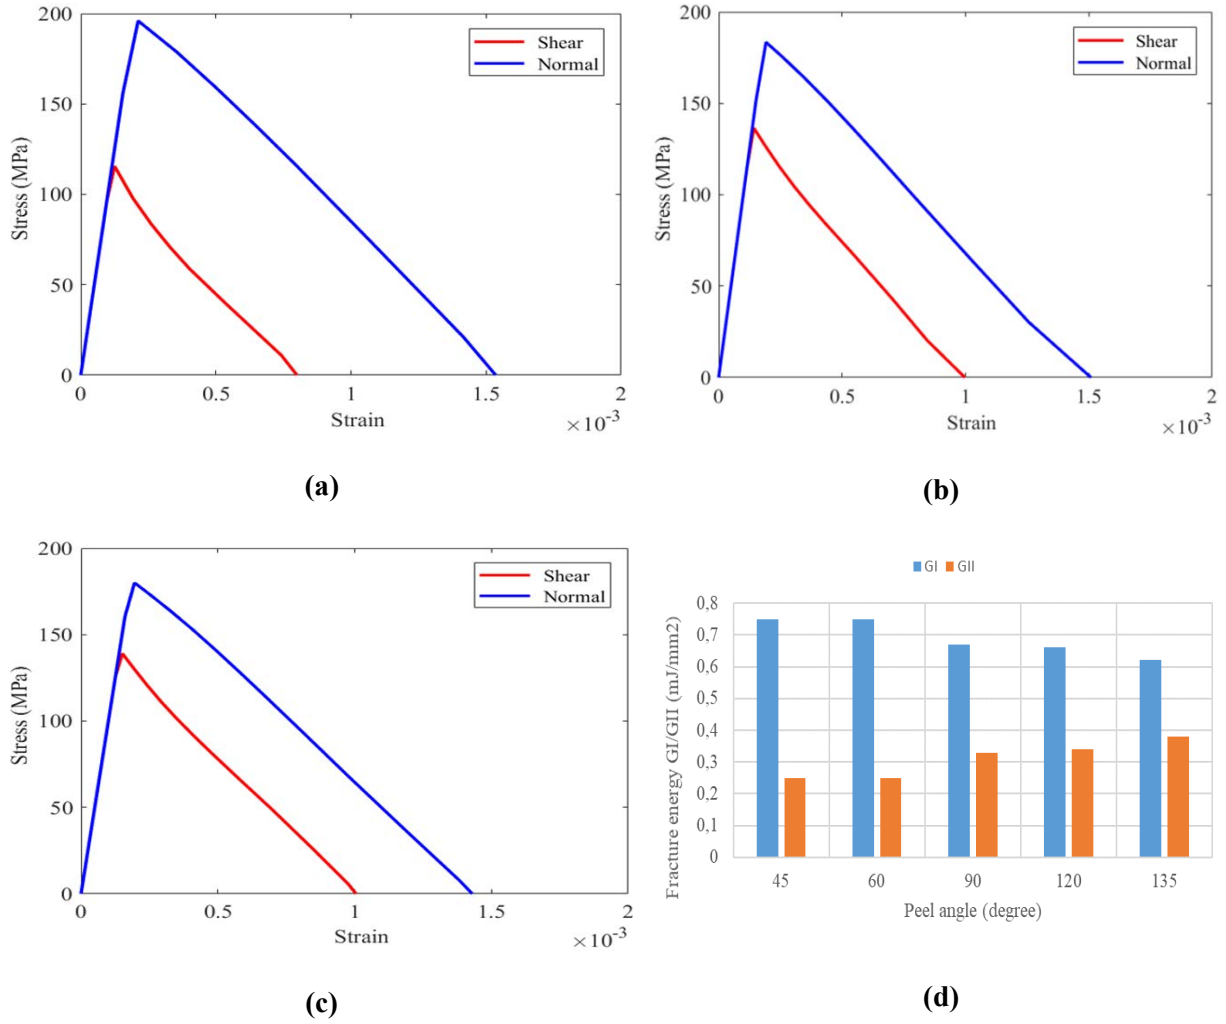 200
150
100
50
0
Stress (MPa)
Shear
Normal
0
0.5
1
1.5
2
Strain
×10-3
(a)
200
150
100
50
0
Stress (MPa)
Shear
Normal
0
0.5
1
1.5
2
Strain
×10-3
(b)
200
150
100
50
0
Stress (MPa)
Shear
Normal
0
0.5
1
1.5
2
Strain
×10-3
(c)
GI GII
0,8
0,7
0,6
0,5
0,4
0,3
0,2
0,1
0
Fracture energy GI/GII (mJ/mm2)
45 60 90 120 135
Peel angle (degree)
(d)